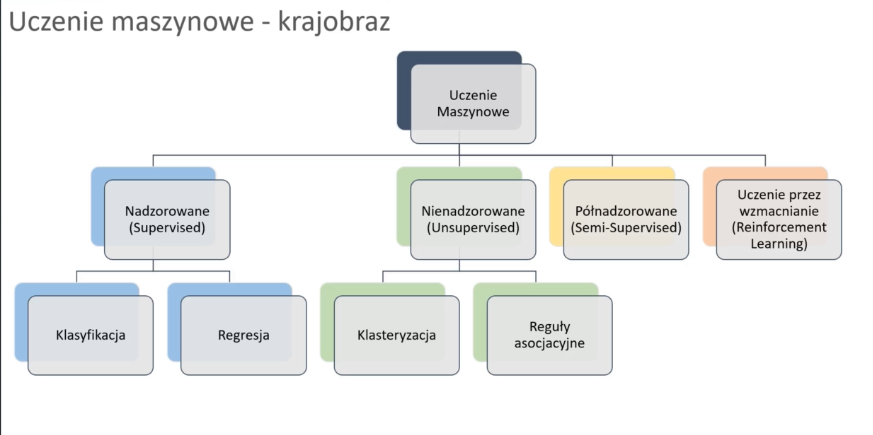 Uczenie maszynowe - krajobraz
Uczenie
Maszynowe
Nadzorowane
(Supervised)
Nienadzorowane
(Unsupervised)
Półnadzorowane
(Semi-Supervised)
Uczenie przez
wzmacnianie
(Reinforcement
Learning)
Klasyfikacja
Regresja
Klasteryzacja
Reguły
asocjacyjne